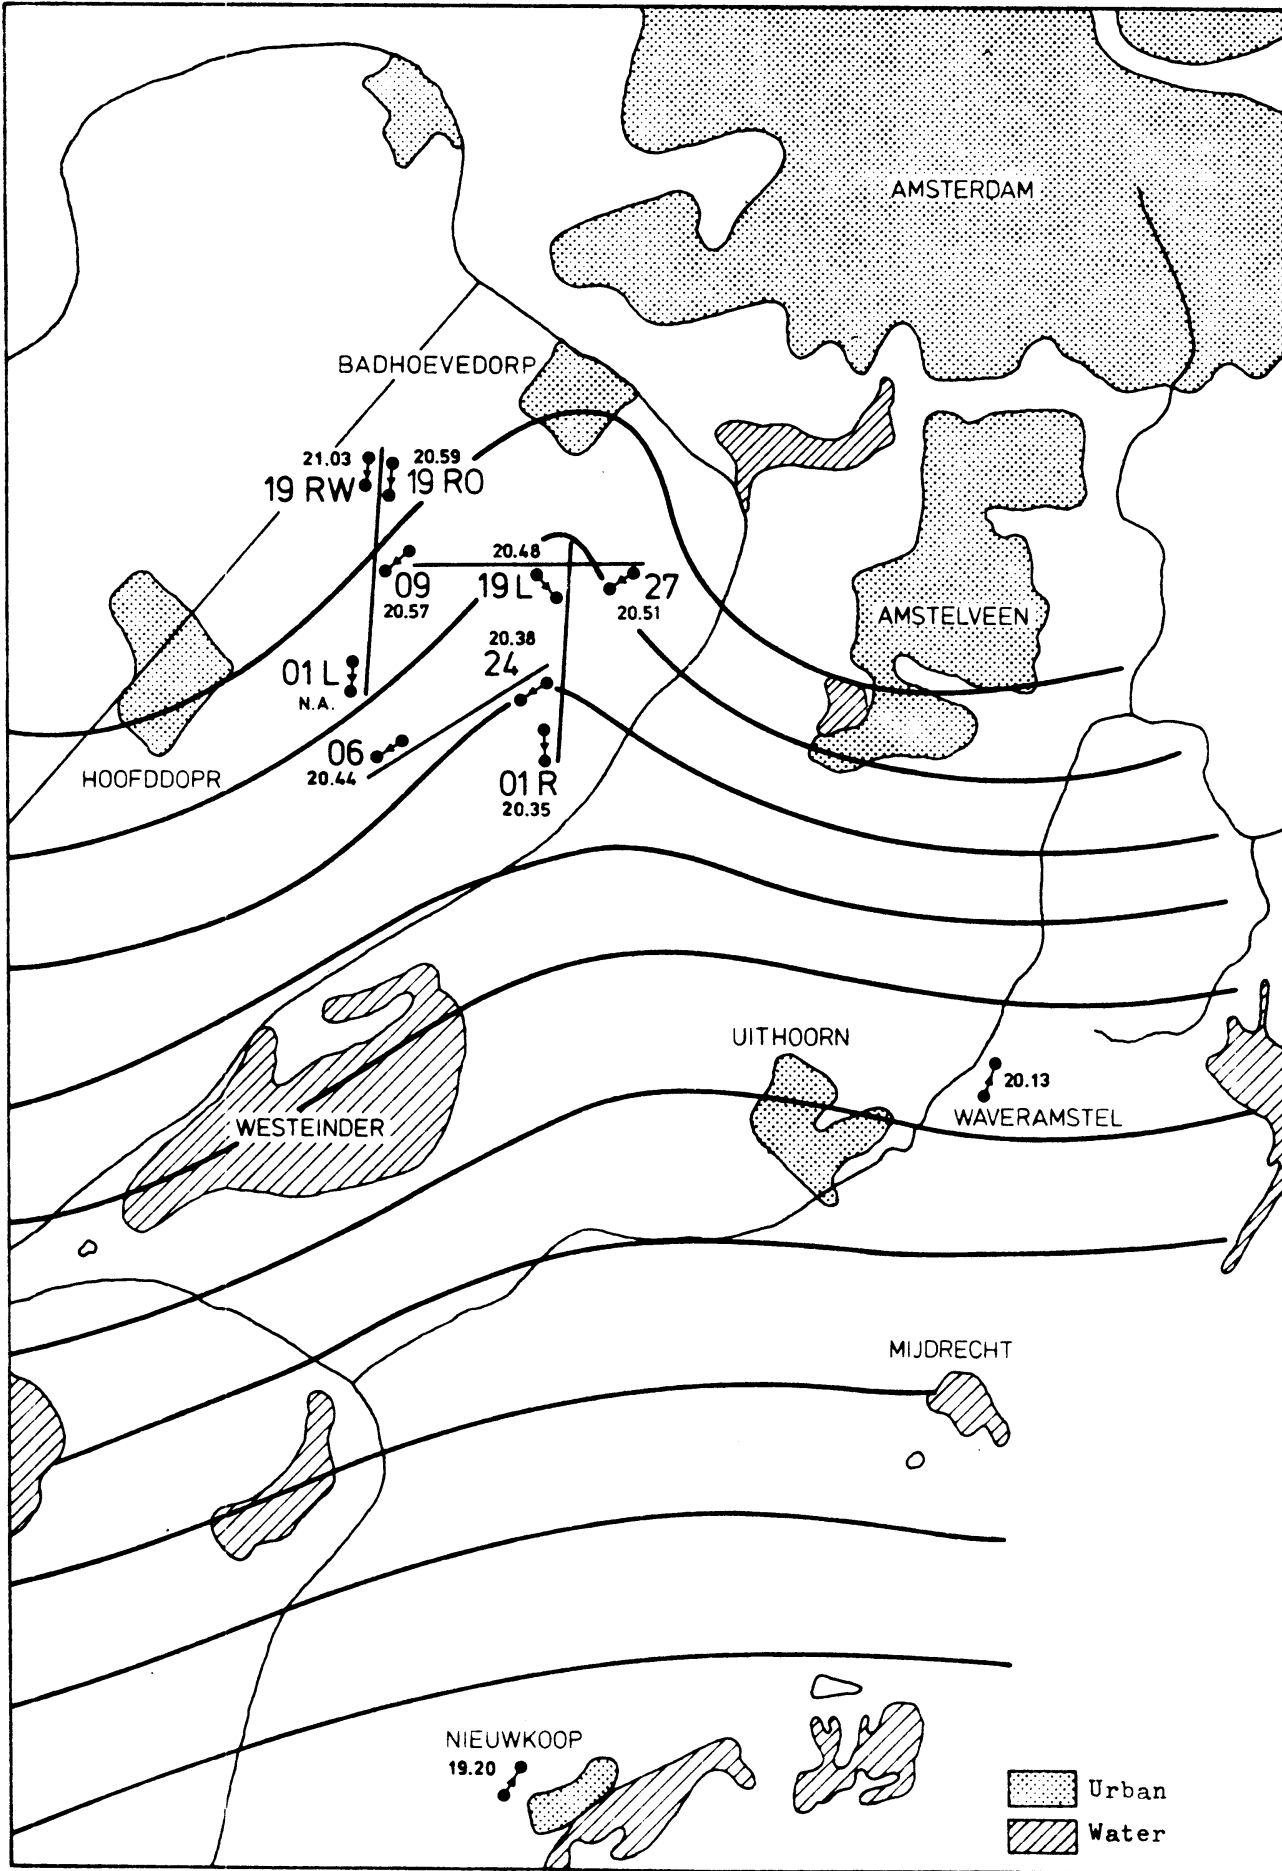 AMSTERDAM
BADHOEVEDORP
21.03
20.59
19 RW
19 RO
20.48
09
19 L
27
20.57
20.51
AMSTELVEEN
20.38
24
01 L
N.A.
06
20.44
HOOFDDOPR
01 R
20.35
UITHOORN
20.13
WAVERAMSTEL
WESTEINDER
MIJDRECHT
NIEUWKOOP
19.20
Urban
Water